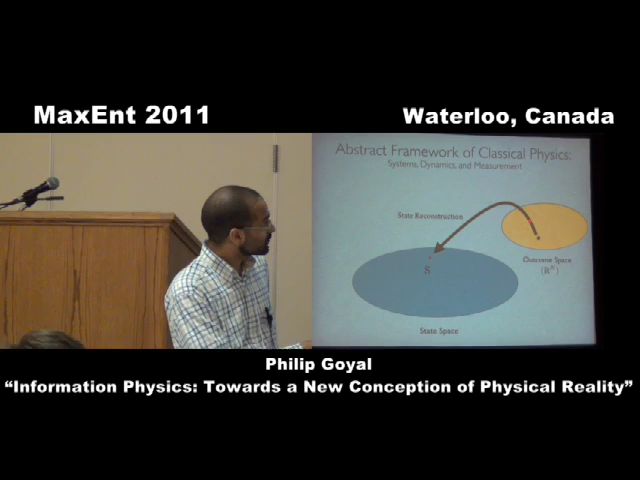 MaxEnt 2011
Waterloo, Canada
Abstract Framework of Classical Physics:
Systems, Dynamics, and Measurement
State Reconstruction
S
Outcome Space
State Space
Philip Goyal
“Information Physics: Towards a New Conception of Physical Reality”